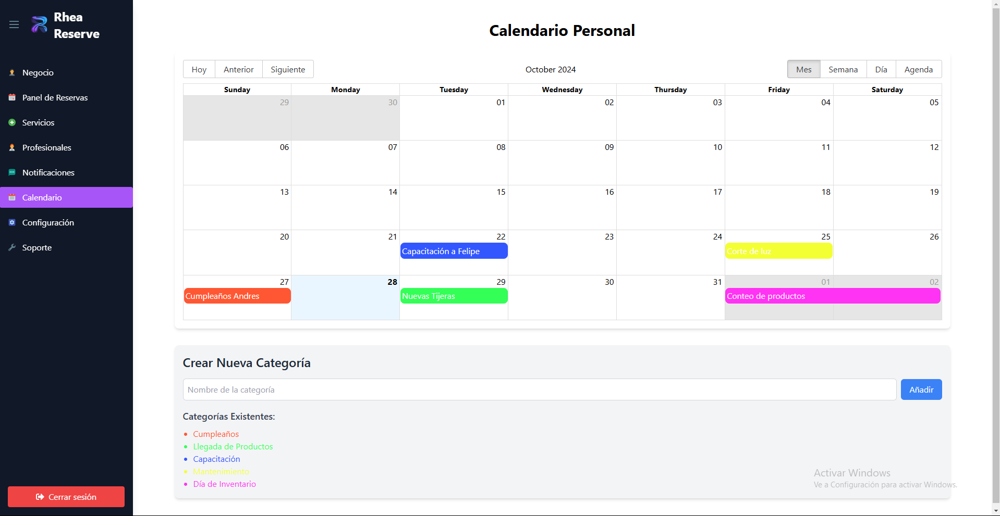 Rhea
Reserve
Negocio
Panel de Reservas
Servicios
Profesionales
Notificaciones
Calendario
Configuración
Soporte
Cerrar sesión
Calendario Personal
Hoy Anterior Siguiente October 2024 Mes Semana Día Agenda
Sunday Monday Tuesday Wednesday Thursday Friday Saturday
29 30 01 02 03 04 05
06 07 08 09 10 11 12
13 14 15 16 17 18 19
20 21 22 23 24 25 26
Capacitación a Felipe Corte de luz
27 28 29 30 31 01 02
Cumpleaños Andres Nuevas Tijeras Conteo de productos
Crear Nueva Categoría
Nombre de la categoría Añadir
Categorías Existentes:
Cumpleaños
Llegada de Productos
Capacitación
Mantenimiento
Día de Inventario
Activar Windows
Ve a Configuración para activar Windows.